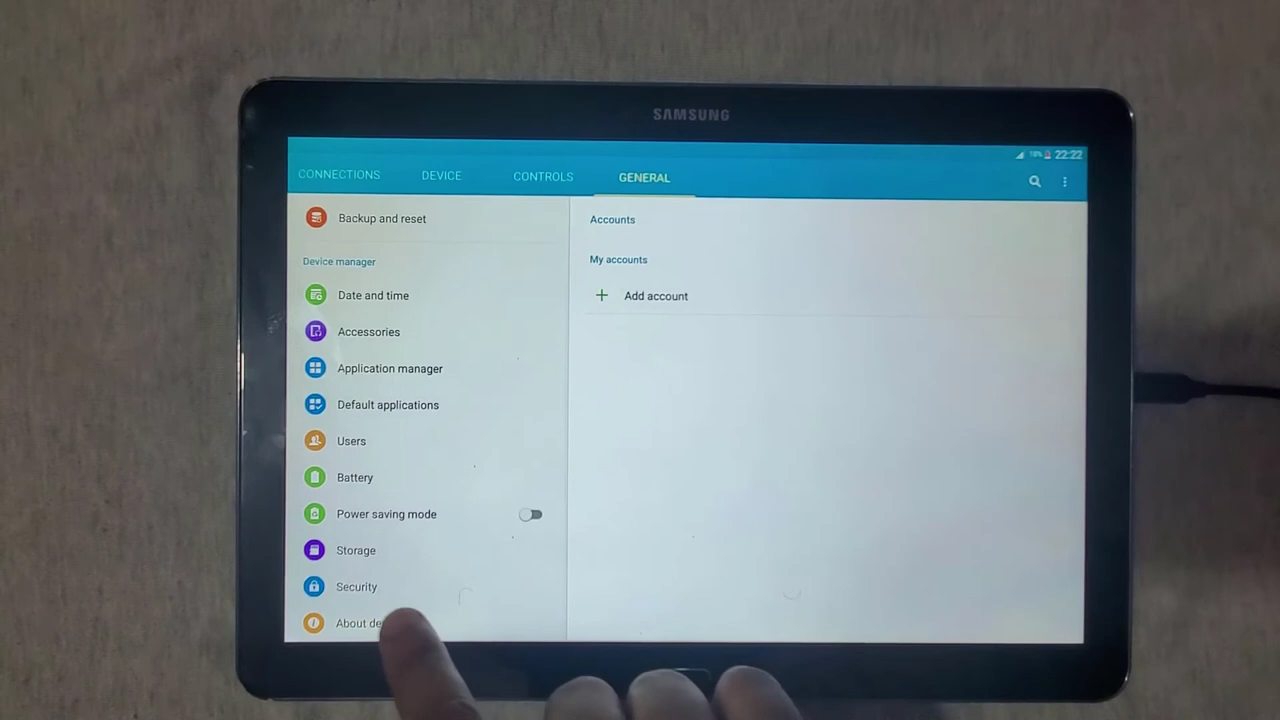 SAMSUNG
18% 22:22
CONNECTIONS DEVICE CONTROLS GENERAL
Backup and reset
Device manager
Date and time
Accessories
Application manager
Default applications
Users
Battery
Power saving mode
Storage
Security
About de
Accounts
My accounts
Add account